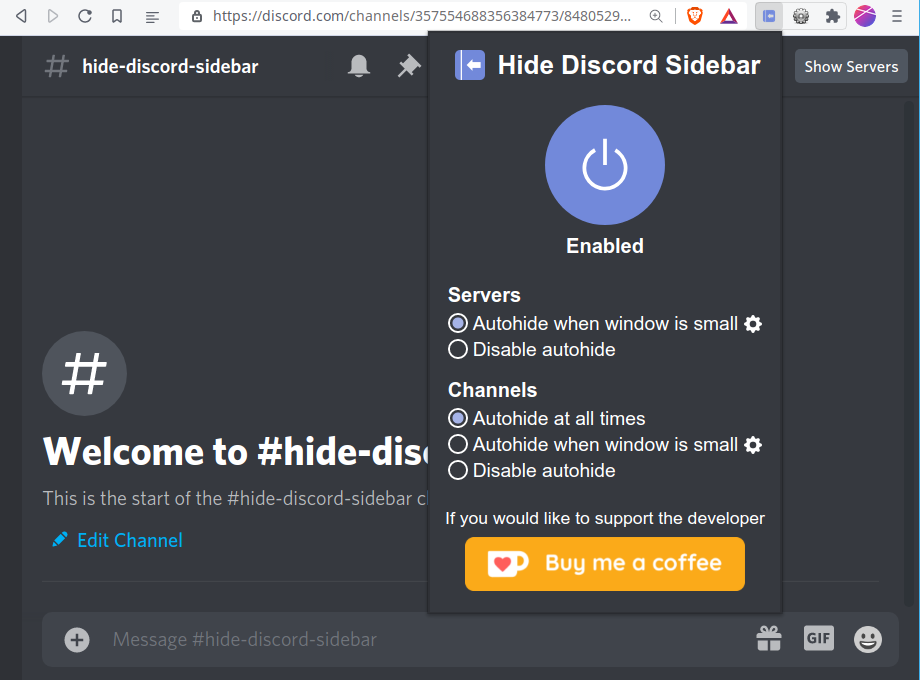 https://discord.com/channels/357554688356384773/8480529...
hide-discord-sidebar
Hide Discord Sidebar
Show Servers
Enabled
Servers
Autohide when window is small
Disable autohide
Channels
Autohide at all times
Autohide when window is small
Disable autohide
Welcome to #hide-disc
This is the start of the #hide-discord-sidebar c
Edit Channel
If you would like to support the developer
Buy me a coffee
Message #hide-discord-sidebar
GIF